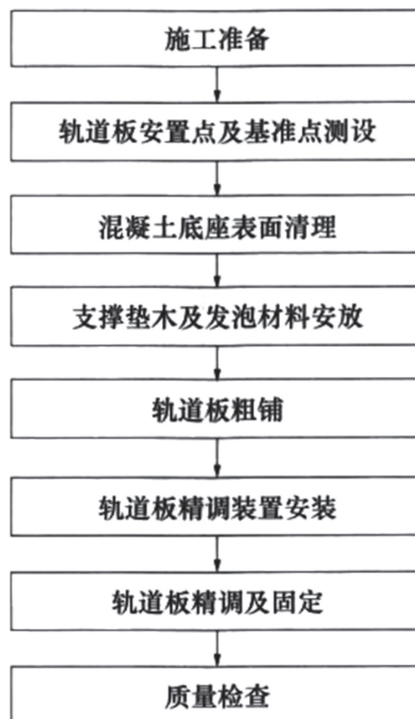 施工准备
轨道板安置点及基准点测设
混凝土底座表面清理
支撑垫木及发泡材料安放
轨道板粗铺
轨道板精调装置安装
轨道板精调及固定
质量检查